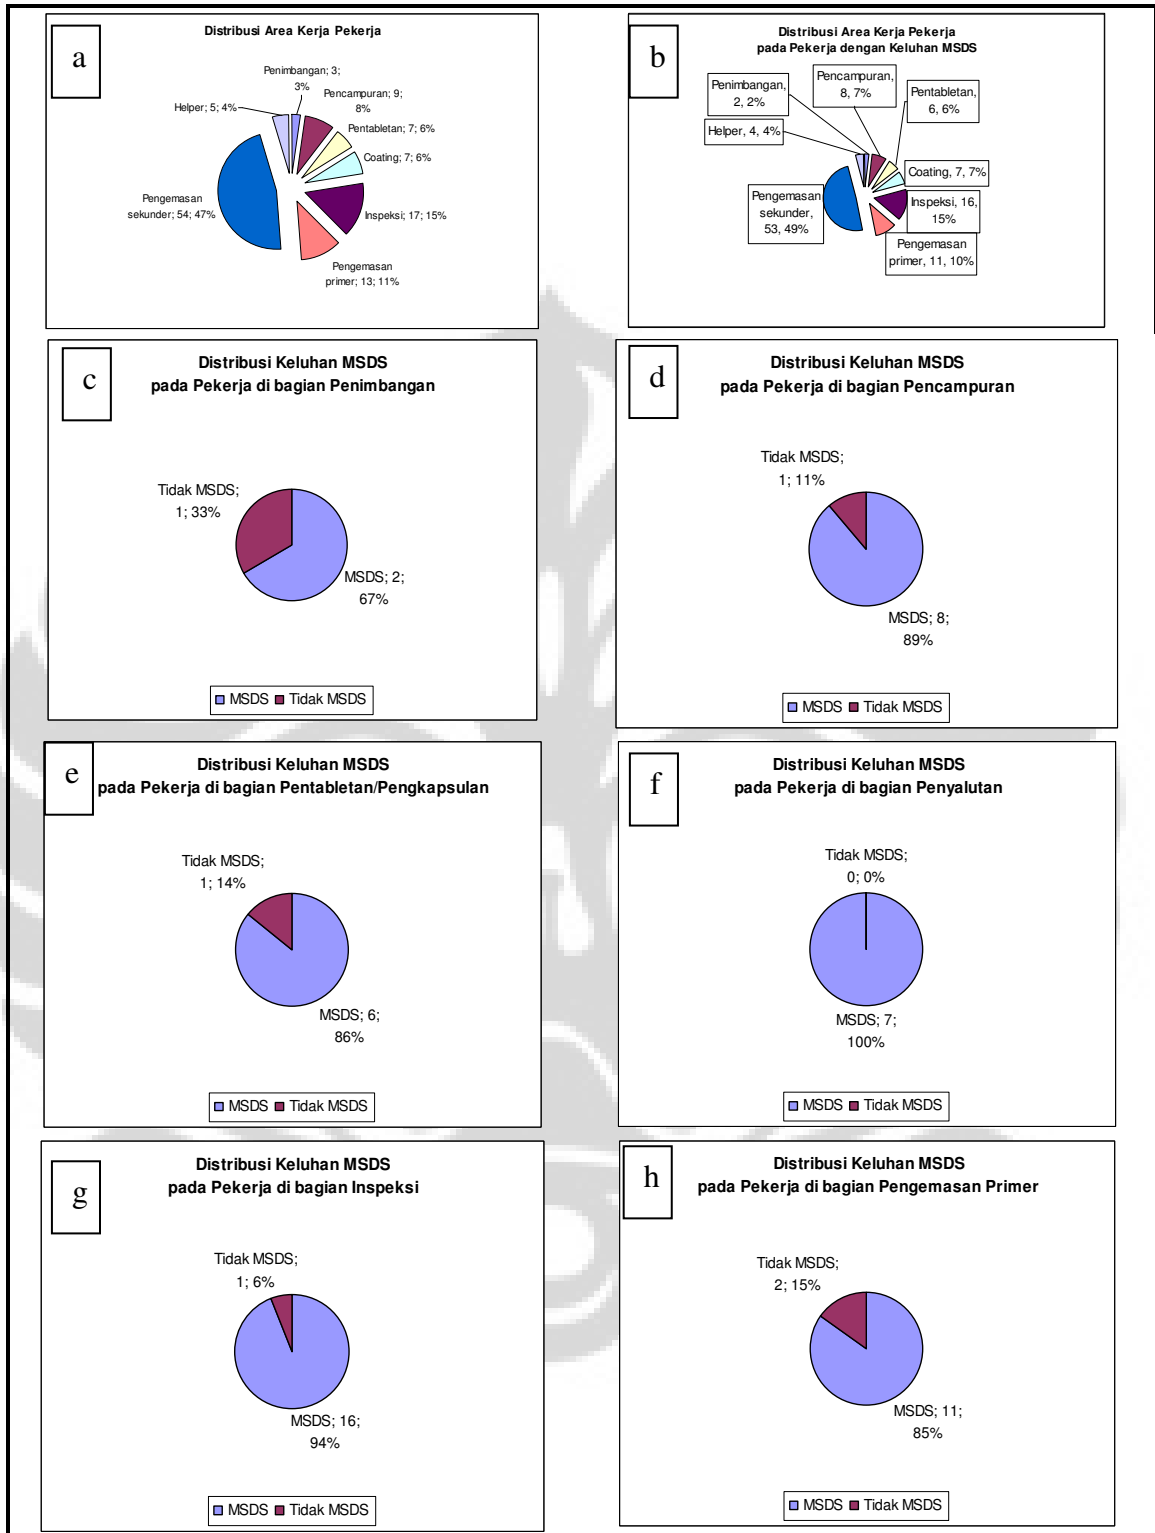 a
Distribusi Area Kerja Pekerja
Penimbangan; 3;
3%
Pencampuran; 9;
8%
Helper; 5; 4%
Pentabletan; 7; 6%
Coating; 7; 6%
Pengemasan
sekunder; 54; 47%
Inspeksi; 17; 15%
Pengemasan
primer; 13; 11%
b
Distribusi Area Kerja Pekerja
pada Pekerja dengan Keluhan MSDS
Penimbangan,
2, 2%
Pencampuran,
8, 7%
Pentabletan,
6, 6%
Helper, 4, 4%
Coating, 7, 7%
Pengemasan
sekunder,
53, 49%
Inspeksi, 16,
15%
Pengemasan
primer, 11, 10%
c
Distribusi Keluhan MSDS
pada Pekerja di bagian Penimbangan
Tidak MSDS;
1; 33%
MSDS; 2;
67%
MSDS Tidak MSDS
d
Distribusi Keluhan MSDS
pada Pekerja di bagian Pencampuran
Tidak MSDS;
1; 11%
MSDS; 8;
89%
MSDS Tidak MSDS
e
Distribusi Keluhan MSDS
pada Pekerja di bagian Pentabletan/Pengkapsulan
Tidak MSDS;
1; 14%
MSDS; 6;
86%
MSDS Tidak MSDS
f
Distribusi Keluhan MSDS
pada Pekerja di bagian Penyalutan
Tidak MSDS;
0; 0%
MSDS; 7;
100%
MSDS Tidak MSDS
g
Distribusi Keluhan MSDS
pada Pekerja di bagian Inspeksi
Tidak MSDS;
1; 6%
MSDS; 16;
94%
MSDS Tidak MSDS
h
Distribusi Keluhan MSDS
pada Pekerja di bagian Pengemasan Primer
Tidak MSDS;
2; 15%
MSDS; 11;
85%
MSDS Tidak MSDS